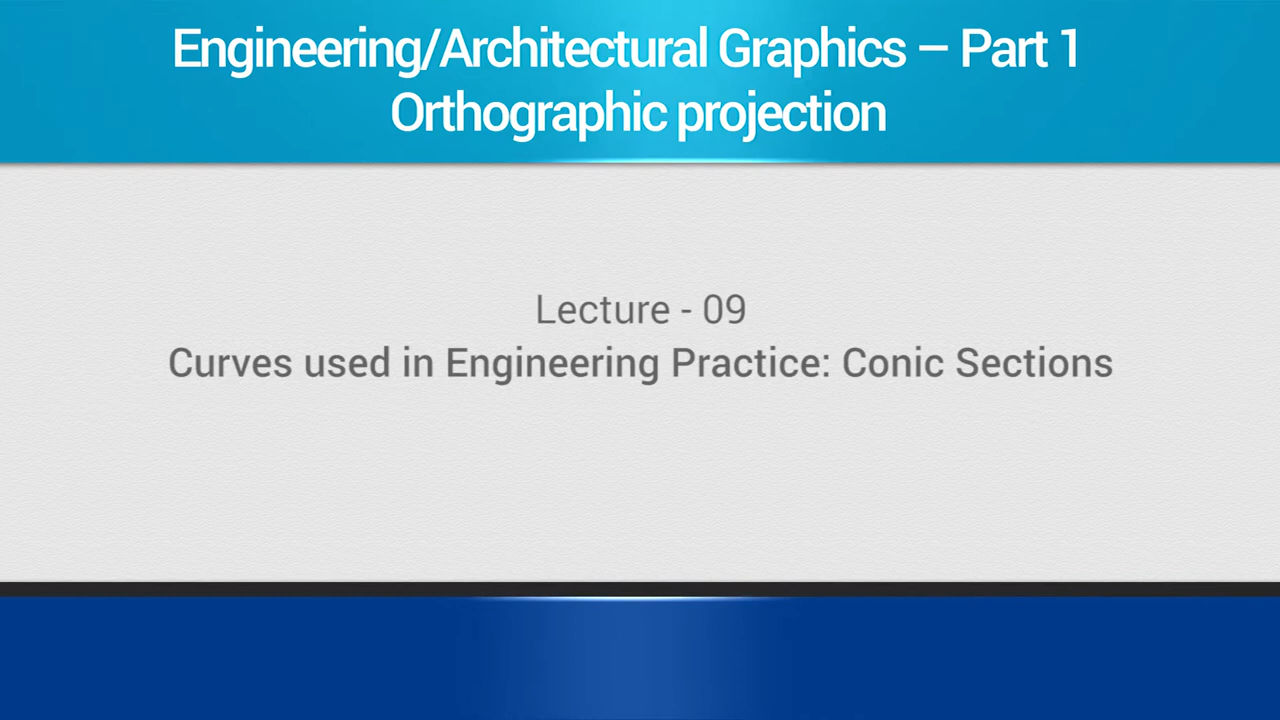 Engineering/Architectural Graphics – Part 1
Orthographic projection
Lecture - 09
Curves used in Engineering Practice: Conic Sections